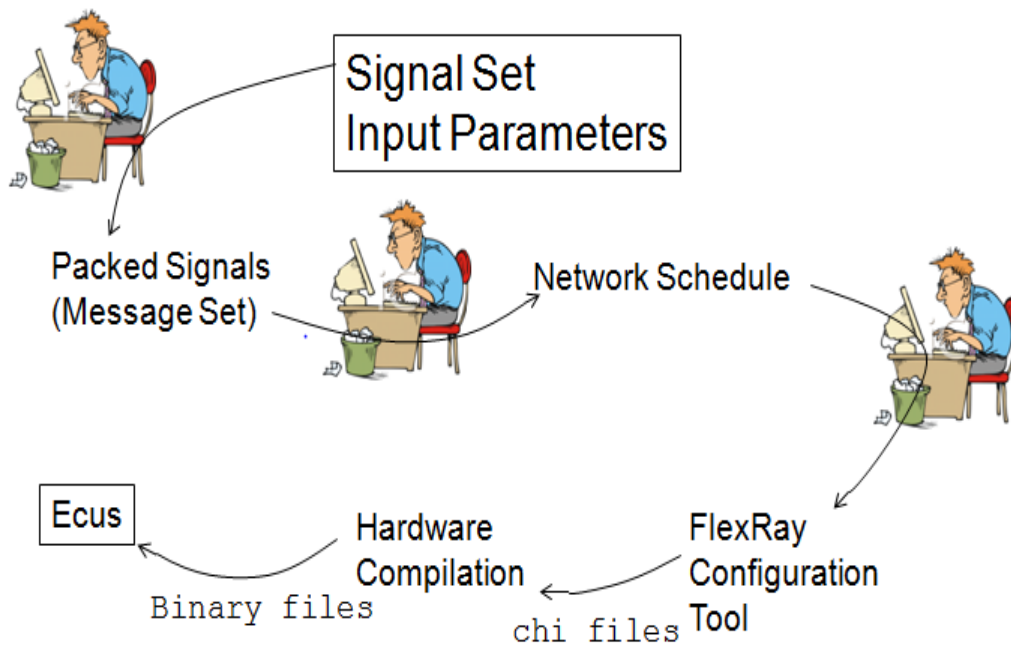 Signal Set
Input Parameters
Packed Signals
(Message Set)
Network Schedule
Ecus
Hardware
Compilation
FlexRay
Configuration
Tool
Binary files
chi files